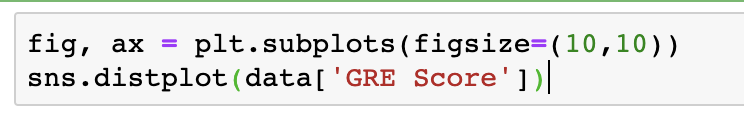 fig, ax = plt.subplots(figsize=(10,10))
sns.distplot(data['GRE Score'])